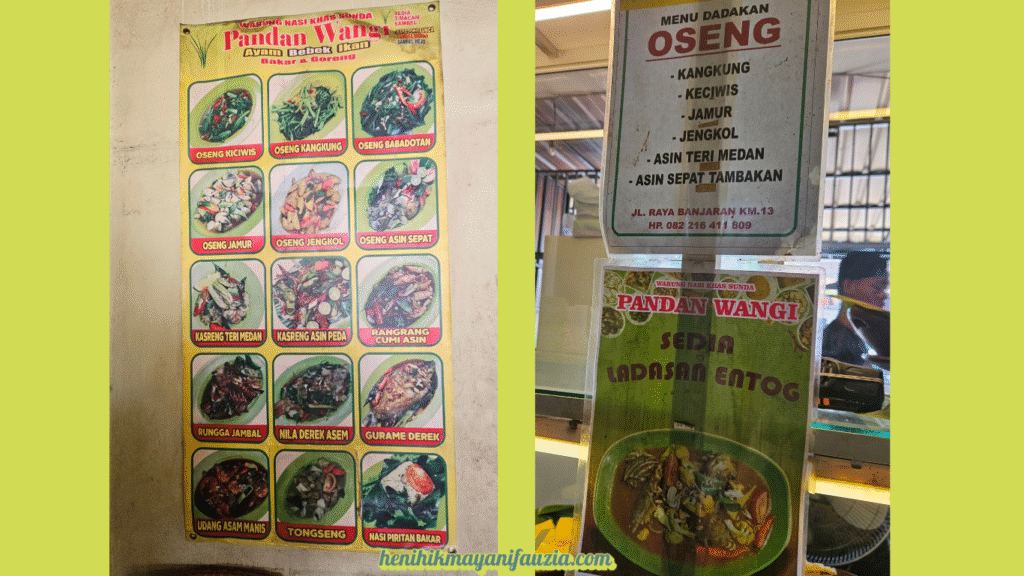 WARUNG NASI KHAS SUNDA
Pandan Wangi
Ayam Bebek Ikan
Bakar & Goreng
SEDIA
SAMBEL
OSENG KICIWIS
OSENG KANGKUNG
OSENG BABADOTAN
OSENG JAMUR
OSENG JENGKOL
OSENG ASIN SEPAT
KASREng TERI MEDAN
KASRENG ASIN PEDA
RANGRANG
CUMI ASIN
RUNGGA JAMBAL
NILA DEREK ASEM
GURAME DEREK
UDANG ASAM MANIS
TONGSENG
NASI PIRITAN BAKAR
MENU DADAKAN
OSENG
- KANGKUNG
- KECIWIS
- JAMUR
- JENGKOL
- ASIN TERI MEDAN
- ASIN SEPAT TAMBAKAN
JL. RAYA BANJARAN KM.13
HP. 082 216 411 609
WARUNG NASI KHAS SUNDA
PANDAN WANGI
SEDIA
LADASAN ENTOG
henihikmayanifauzia.com